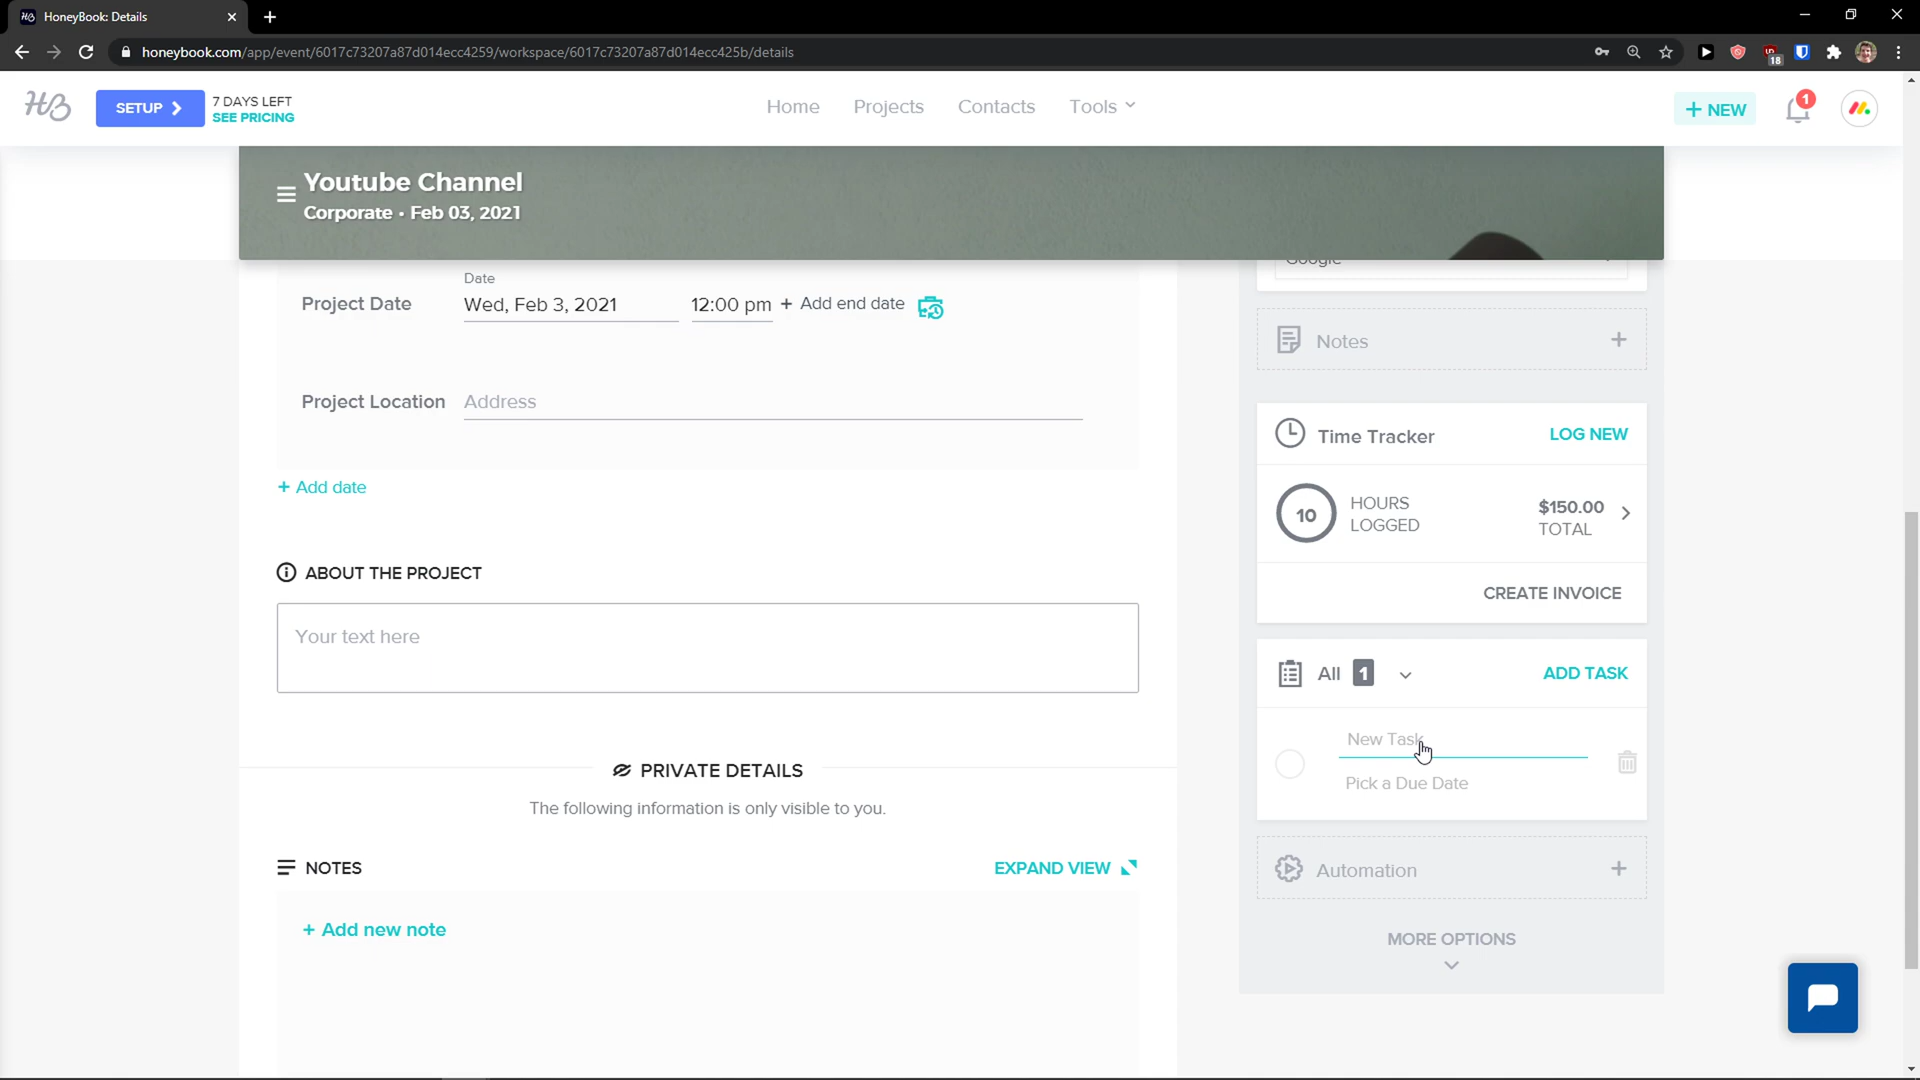 HoneyBook: Details
honeybook.com/app/event/6017c73207a87d014ecc4259/workspace/6017c73207a87d014ecc425b/details
18
HB
SETUP
7 DAYS LEFT
SEE PRICING
Home
Projects
Contacts
Tools
+ NEW
1
Youtube Channel
Corporate • Feb 03, 2021
Google
Date
Project Date
Wed, Feb 3, 2021
12:00 pm
+ Add end date
Notes
+
Project Location
Address
Time Tracker
LOG NEW
+ Add date
10
HOURS
LOGGED
$150.00
TOTAL
ABOUT THE PROJECT
CREATE INVOICE
Your text here
All 1
ADD TASK
New Task
Pick a Due Date
PRIVATE DETAILS
The following information is only visible to you.
NOTES
EXPAND VIEW
Automation
+
+ Add new note
MORE OPTIONS